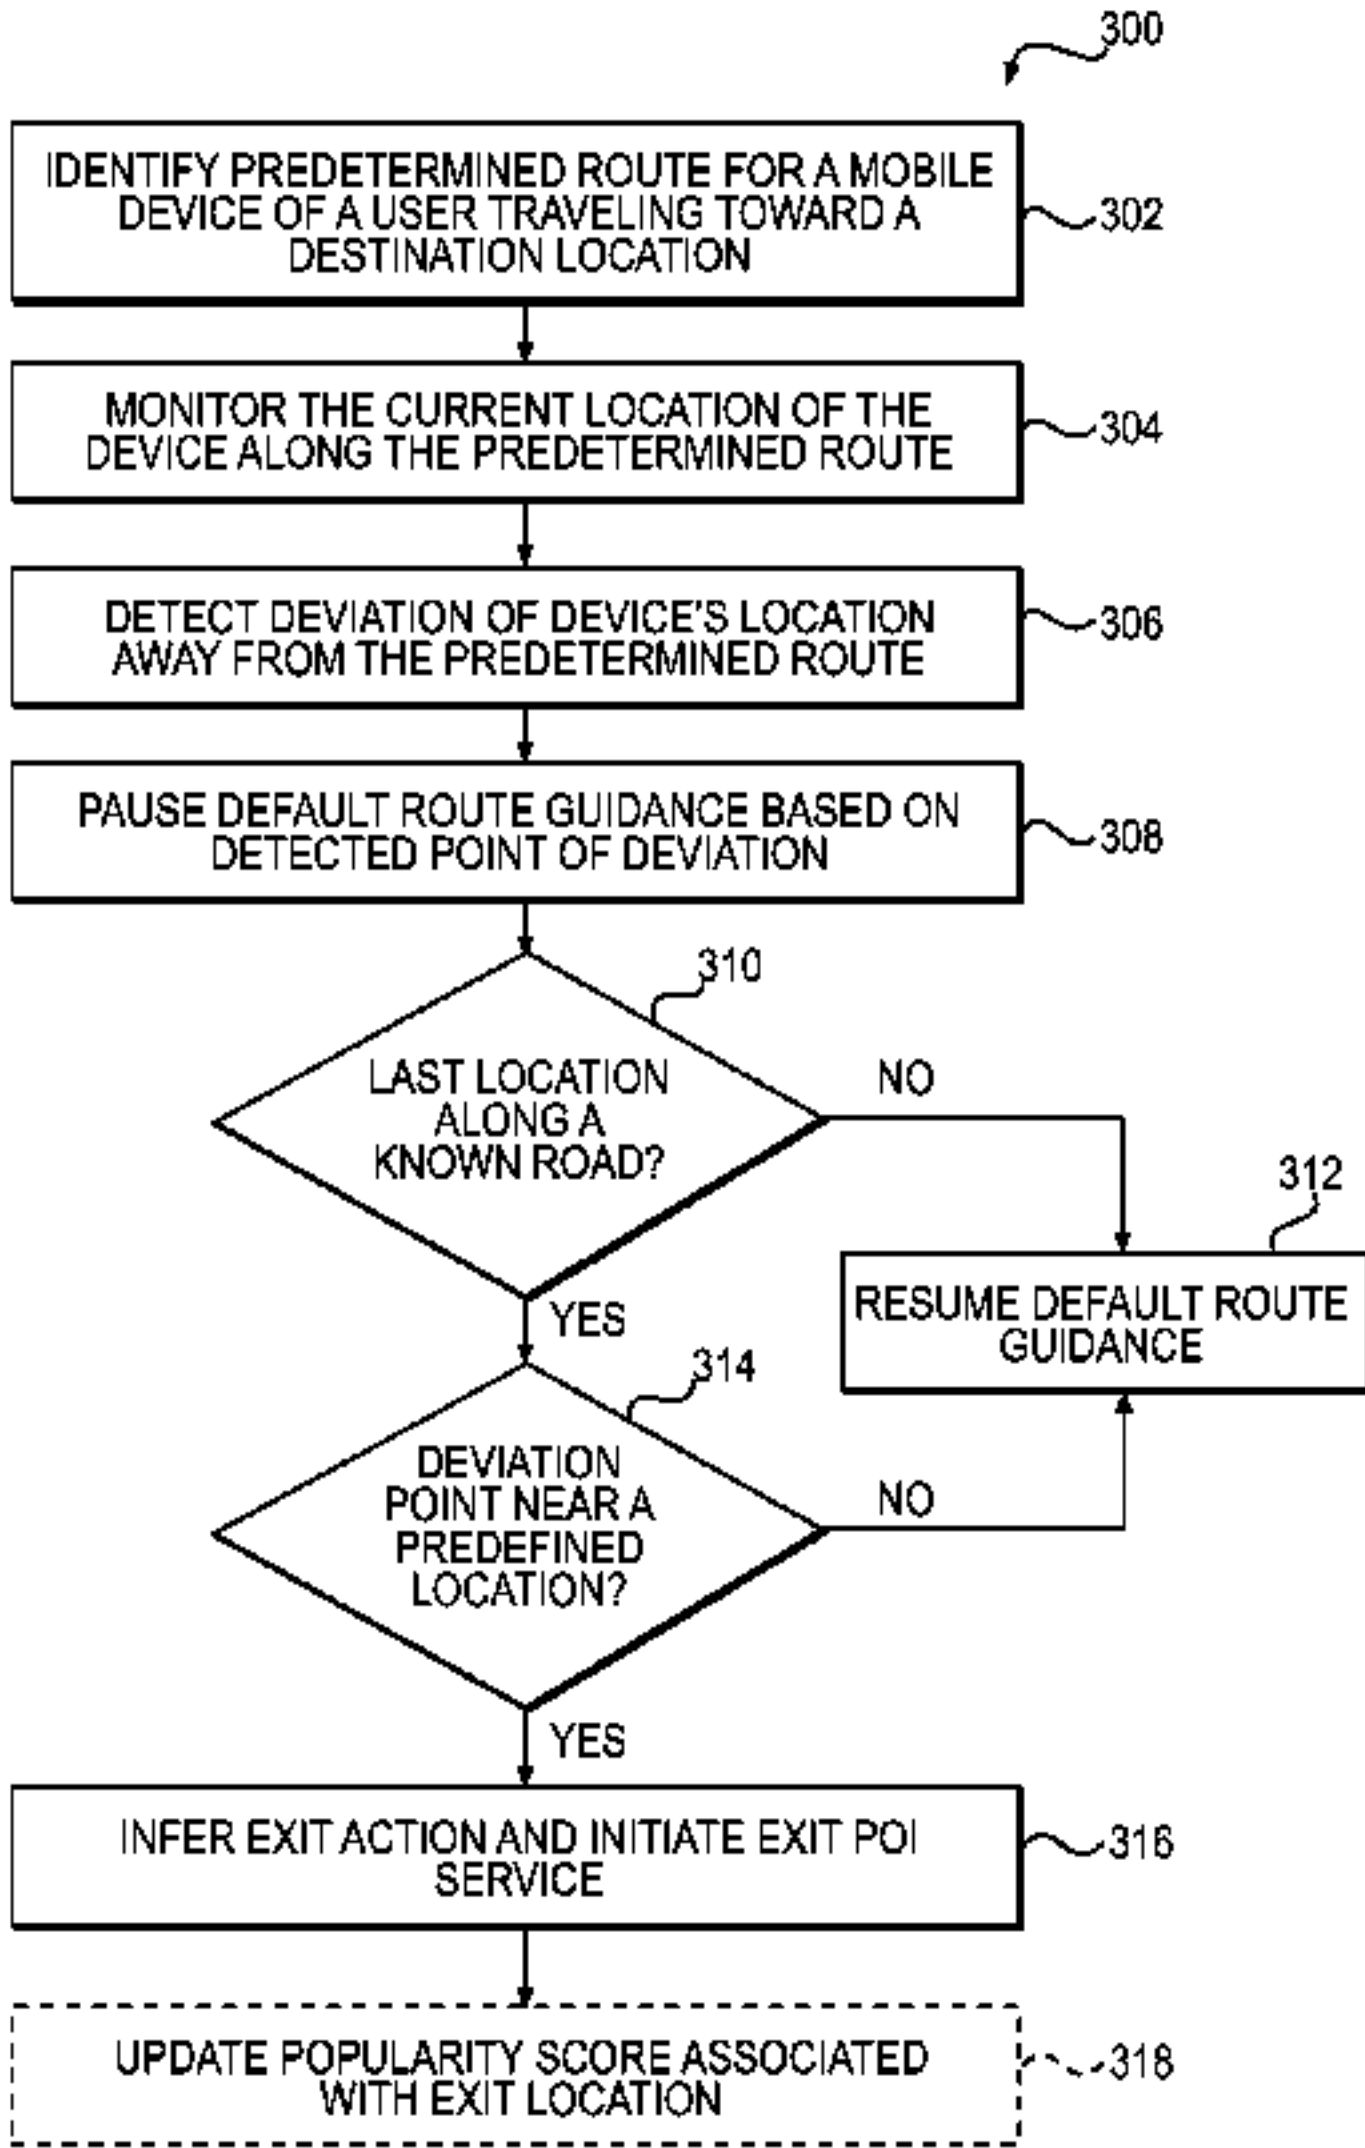 300
IDENTIFY PREDETERMINED ROUTE FOR A MOBILE
DEVICE OF A USER TRAVELING TOWARD A
DESTINATION LOCATION
302
MONITOR THE CURRENT LOCATION OF THE
DEVICE ALONG THE PREDETERMINED ROUTE
304
DETECT DEVIATION OF DEVICE'S LOCATION
AWAY FROM THE PREDETERMINED ROUTE
306
PAUSE DEFAULT ROUTE GUIDANCE BASED ON
DETECTED POINT OF DEVIATION
308
310
LAST LOCATION
ALONG A
KNOWN ROAD?
NO
312
RESUME DEFAULT ROUTE
GUIDANCE
YES
314
DEVIATION
POINT NEAR A
PREDEFINED
LOCATION?
NO
YES
INFER EXIT ACTION AND INITIATE EXIT POI
SERVICE
316
UPDATE POPULARITY SCORE ASSOCIATED
WITH EXIT LOCATION
318